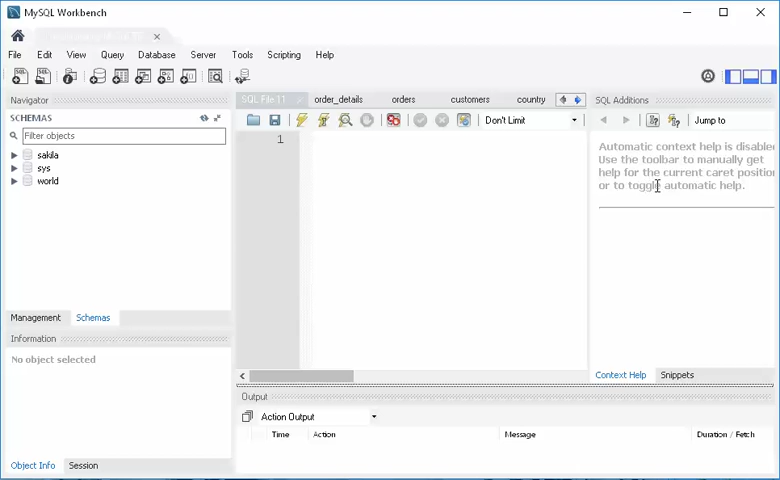 MySQL Workbench
File Edit View Query Database Server Tools Scripting Help
Navigator
SCHEMAS
Filter objects
sakila
sys
world
Management Schemas
Information
No object selected
Object Info Session
SQL File 11 order_details orders customers country
Don't Limit
1
SQL Additions
Jump to
Automatic context help is disable
Use the toolbar to manually get
help for the current caret position
or to toggle automatic help.
Context Help Snippets
Output
Action Output
Time Action Message Duration / Fetch